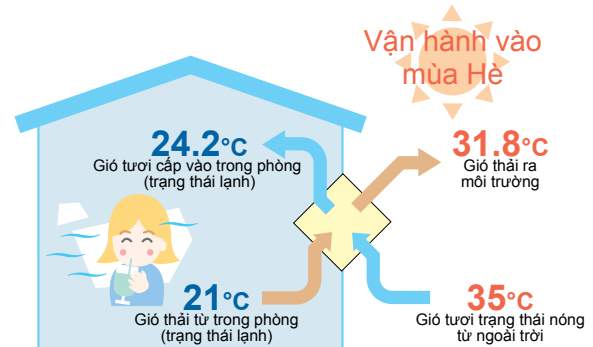 Vận hành vào
mùa Hè
24.2°C
Gió tươi cấp vào trong phòng
(trạng thái lạnh)
31.8°C
Gió thải ra
môi trường
21°C
Gió thải từ trong phòng
(trạng thái lạnh)
35°C
Gió tươi trạng thái nóng
từ ngoài trời